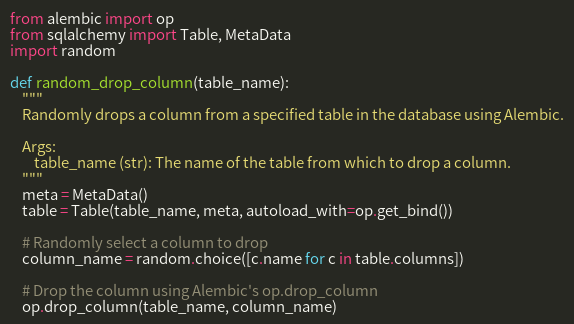 from alembic import op
from sqlalchemy import Table, MetaData
import random

def random_drop_column(table_name):
    """
    Randomly drops a column from a specified table in the database using Alembic.

    Args:
        table_name (str): The name of the table from which to drop a column.
    """
    meta = MetaData()
    table = Table(table_name, meta, autoload_with=op.get_bind())

    # Randomly select a column to drop
    column_name = random.choice([c.name for c in table.columns])

    # Drop the column using Alembic's op.drop_column
    op.drop_column(table_name, column_name)